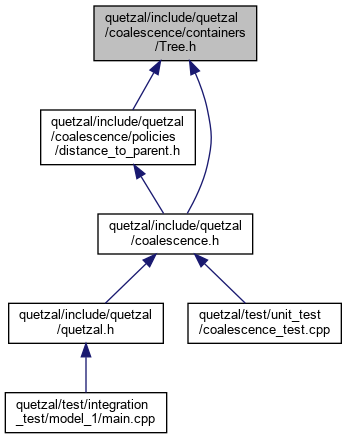 quetzal/include/quetzal
/coalescence/containers
/Tree.h
quetzal/include/quetzal
/coalescence/policies
/distance_to_parent.h
quetzal/include/quetzal
/coalescence.h
quetzal/include/quetzal
/quetzal.h
quetzal/test/unit_test
/coalescence_test.cpp
quetzal/test/integration
_test/model_1/main.cpp